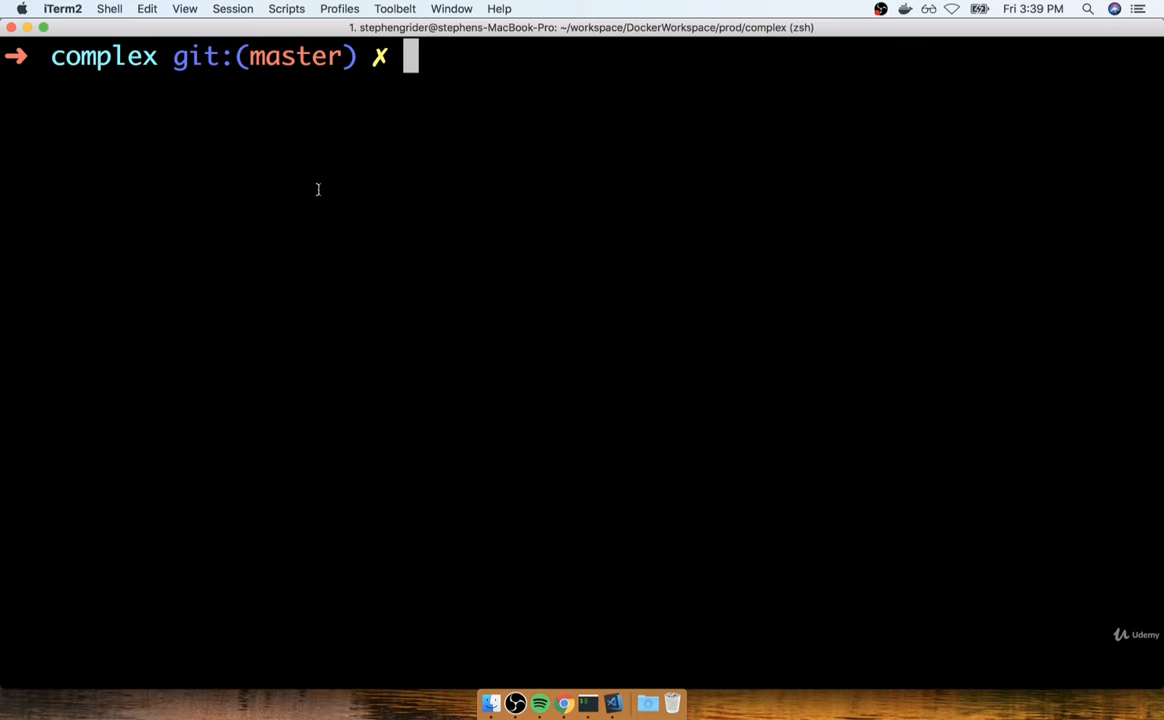 iTerm2 Shell Edit View Session Scripts Profiles Toolbelt Window Help Fri 3:39 PM
1. stephengrider@stephens-MacBook-Pro: ~/workspace/DockerWorkspace/prod/complex (zsh)
➜ complex git:(master) ✗
Udemy